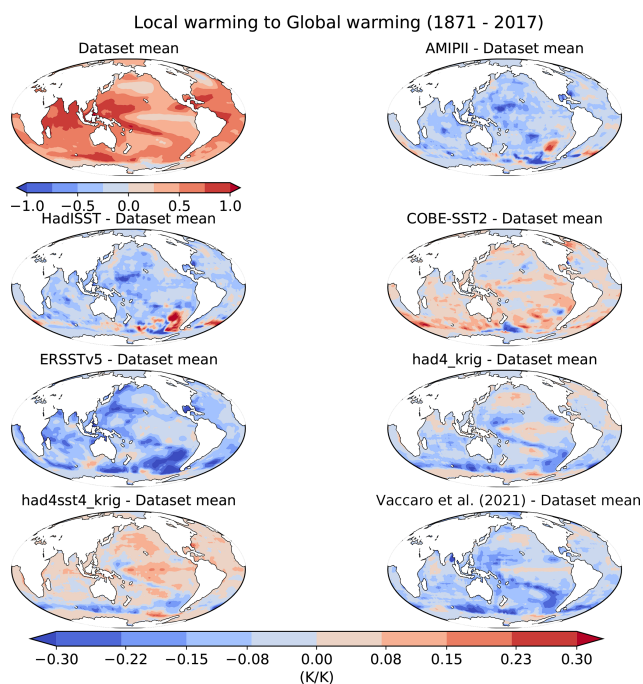 Local warming to Global warming (1871 - 2017)
Dataset mean
AMIPII - Dataset mean
−1.0 −0.5 0.0 0.5 1.0
HadISST - Dataset mean
COBE-SST2 - Dataset mean
ERSSTv5 - Dataset mean
had4_krig - Dataset mean
had4sst4_krig - Dataset mean
Vaccaro et al. (2021) - Dataset mean
−0.30 −0.22 −0.15 −0.08 0.00 0.08 0.15 0.23 0.30
(K/K)